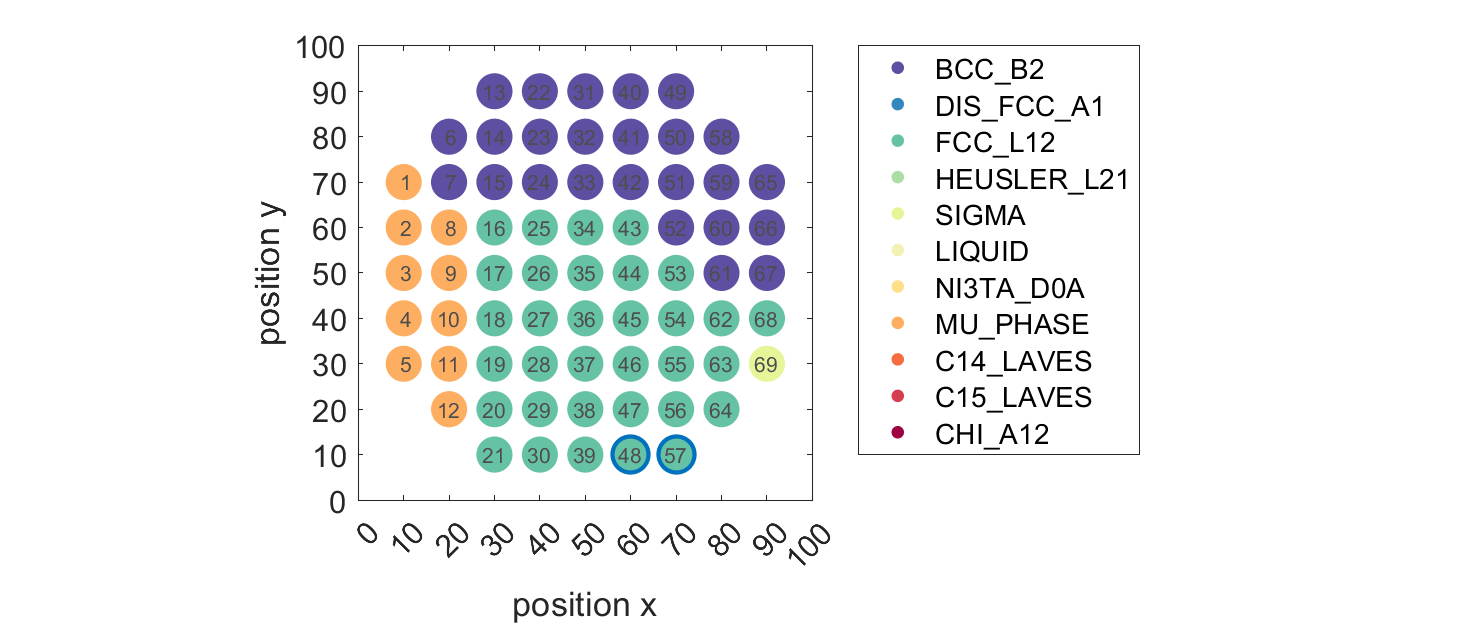 100
90
80
70
60
50
40
30
20
10
0
position y
13 22 31 40 49
6 14 23 32 41 50 58
1 7 15 24 33 42 51 59 65
2 8 16 25 34 43 52 60 66
3 9 17 26 35 44 53 61 67
4 10 18 27 36 45 54 62 68
5 11 19 28 37 46 55 63 69
12 20 29 38 47 56 64
21 30 39 48 57
0 10 20 30 40 50 60 70 80 90 100
position x
BCC_B2
DIS_FCC_A1
FCC_L12
HEUSLER_L21
SIGMA
LIQUID
NI3TA_D0A
MU_PHASE
C14_LAVES
C15_LAVES
CHI_A12